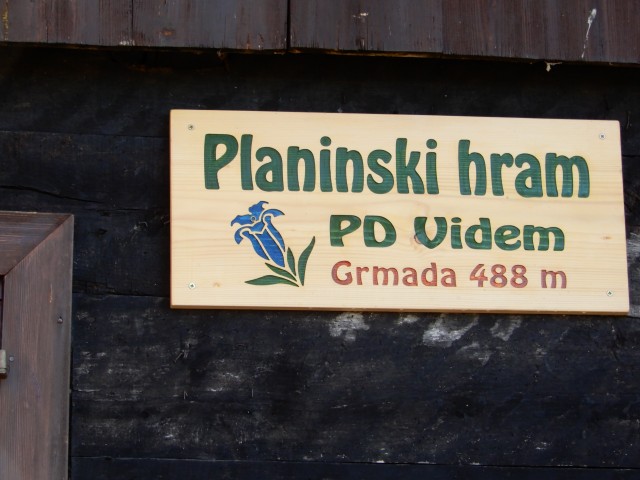 Planinski hram
PD Videm
Grmada 488 m